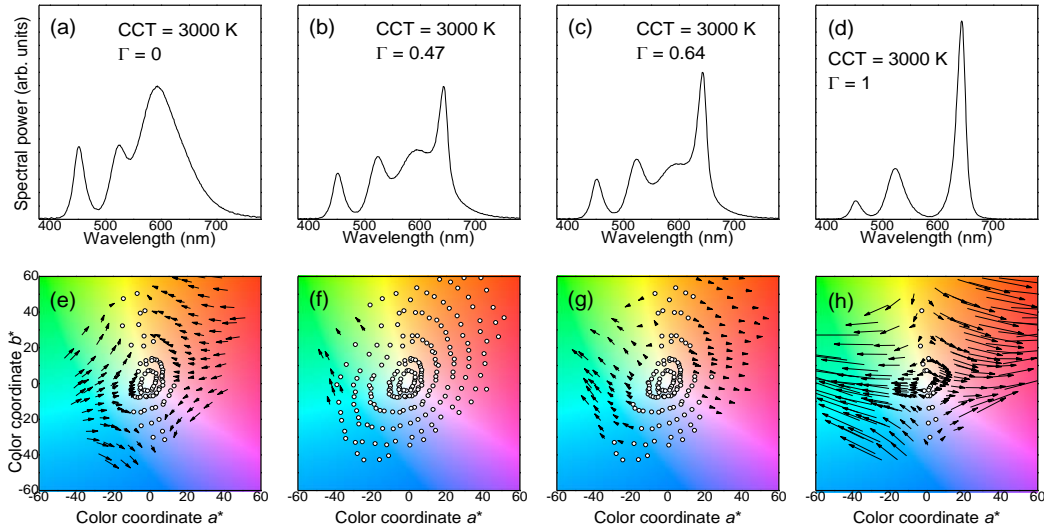 (a) CCT = 3000 K
Γ = 0
(b) CCT = 3000 K
Γ = 0.47
(c) CCT = 3000 K
Γ = 0.64
(d)
CCT = 3000 K
Γ = 1
Spectral power (arb. units)
400 500 600 700
400 500 600 700
400 500 600 700
400 500 600 700
Wavelength (nm)
Wavelength (nm)
Wavelength (nm)
Wavelength (nm)
(e)
(f)
(g)
(h)
Color coordinate b*
60
40
20
0
-20
-40
-60
-60 -40 -20 0 20 40 60
-60 -40 -20 0 20 40 60
-60 -40 -20 0 20 40 60
-60 -40 -20 0 20 40 60
Color coordinate a*
Color coordinate a*
Color coordinate a*
Color coordinate a*